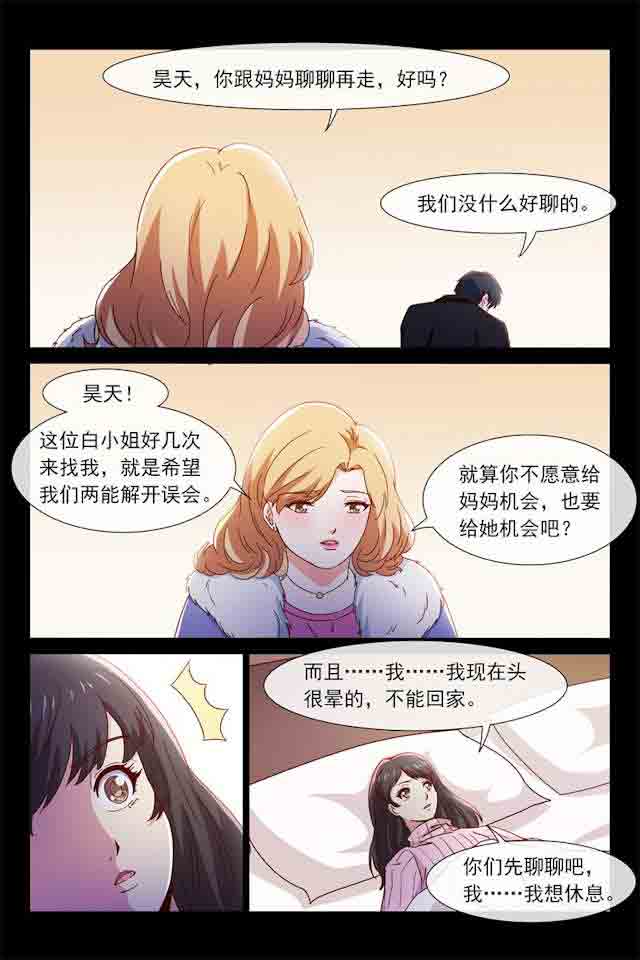 昊天，你跟妈妈聊聊再走，好吗？
我们没什么好聊的。
昊天！
这位白小姐好几次
来找我，就是希望
我们两能解开误会。
就算你不愿意给
妈妈机会，也要
给她机会吧？
而且……我……我现在头
很晕的，不能回家。
你们先聊聊吧，
我……我想休息。